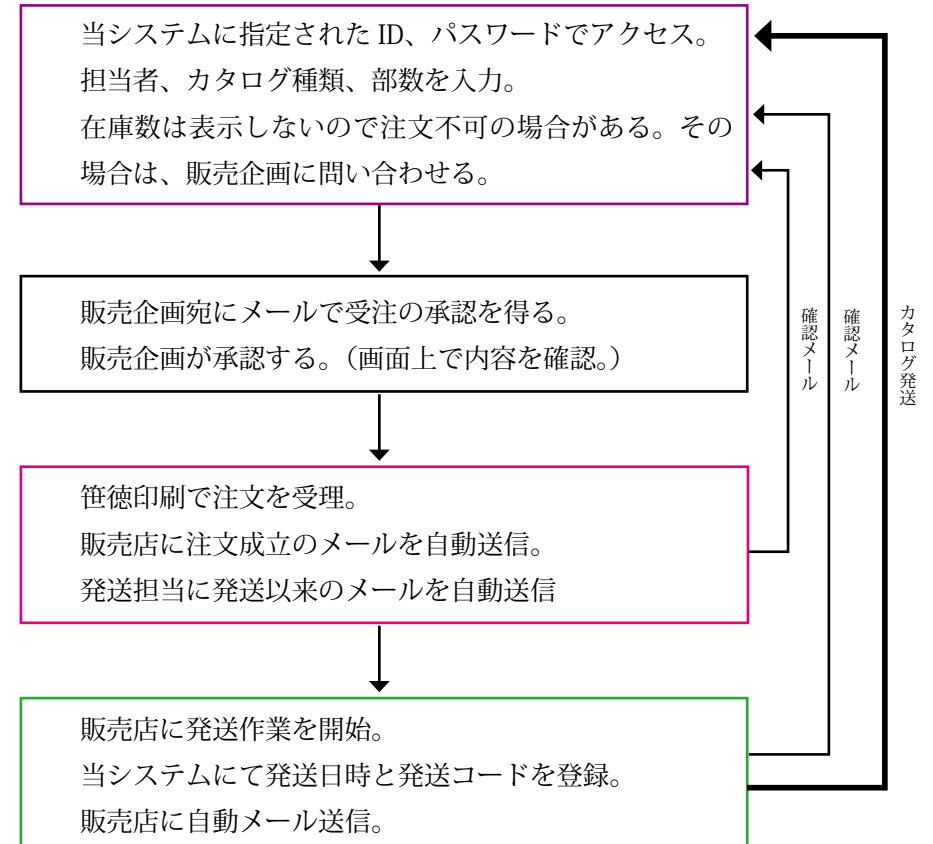 当システムに指定された ID、パスワードでアクセス。
担当者、カタログ種類、部数を入力。
在庫数は表示しないので注文不可の場合がある。その
場合は、販売企画に問い合わせる。
販売企画宛にメールで受注の承認を得る。
販売企画が承認する。（画面上で内容を確認。）
確認メール
確認メール
カタログ発送
笹徳印刷で注文を受理。
販売店に注文成立のメールを自動送信。
発送担当に発送以来のメールを自動送信
販売店に発送作業を開始。
当システムにて発送日時と発送コードを登録。
販売店に自動メール送信。